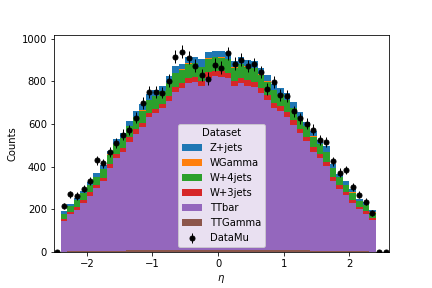 1000
800
600
400
200
0
Counts
Dataset
Z+jets
WGamma
W+4jets
W+3jets
TTbar
TTGamma
DataMu
−2 −1 0 1 2
η